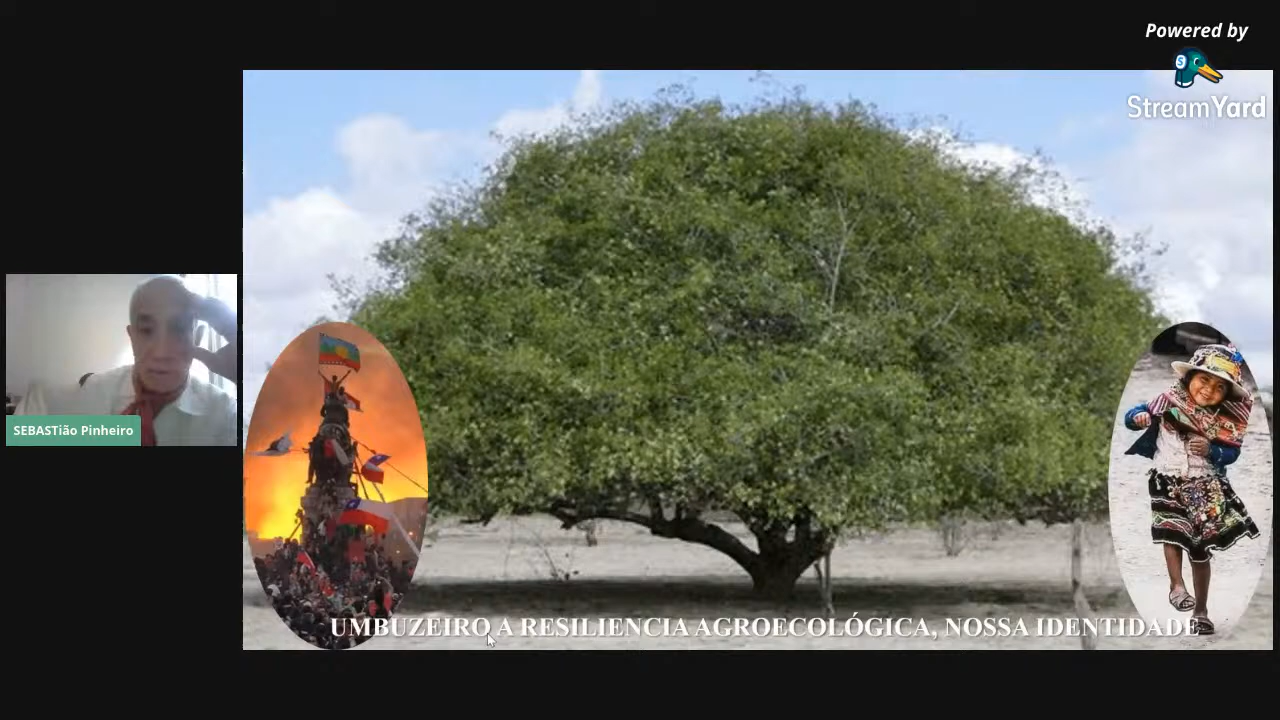 Powered by
StreamYard
SEBASTião Pinheiro
UMBUZEIRO A RESILIENCIA AGROECOLÓGICA, NOSSA IDENTIDADE